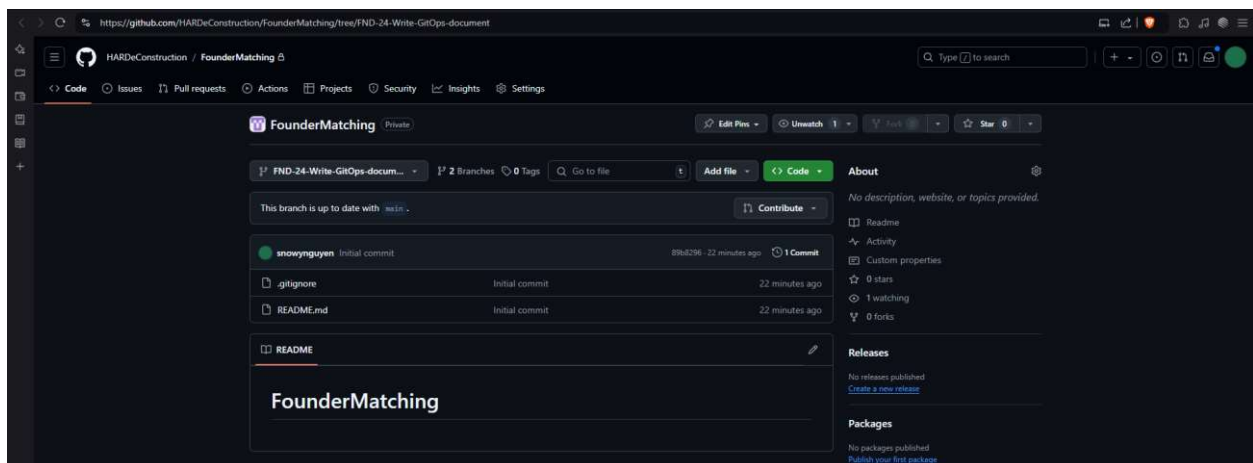 https://github.com/HARDeConstruction/FounderMatching/tree/FND-24-Write-GitOps-document
HARDeConstruction / FounderMatching
Type / to search
Code Issues Pull requests Actions Projects Security Insights Settings
FounderMatching Private
Edit Pins Unwatch 1 Star 0
FND-24-Write-GitOps-docum... 2 Branches 0 Tags Go to file t Add file Code
This branch is up to date with main .
Contribute
snowynguyen Initial commit 89b8296 · 22 minutes ago 1 Commit
.gitignore Initial commit 22 minutes ago
README.md Initial commit 22 minutes ago
README
FounderMatching
About
No description, website, or topics provided.
Readme
Activity
Custom properties
0 stars
1 watching
0 forks
Releases
No releases published
Create a new release
Packages
No packages published
Publish your first package